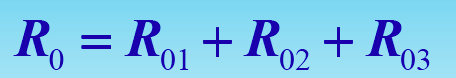 R₀ = R₀₁ + R₀₂ + R₀₃